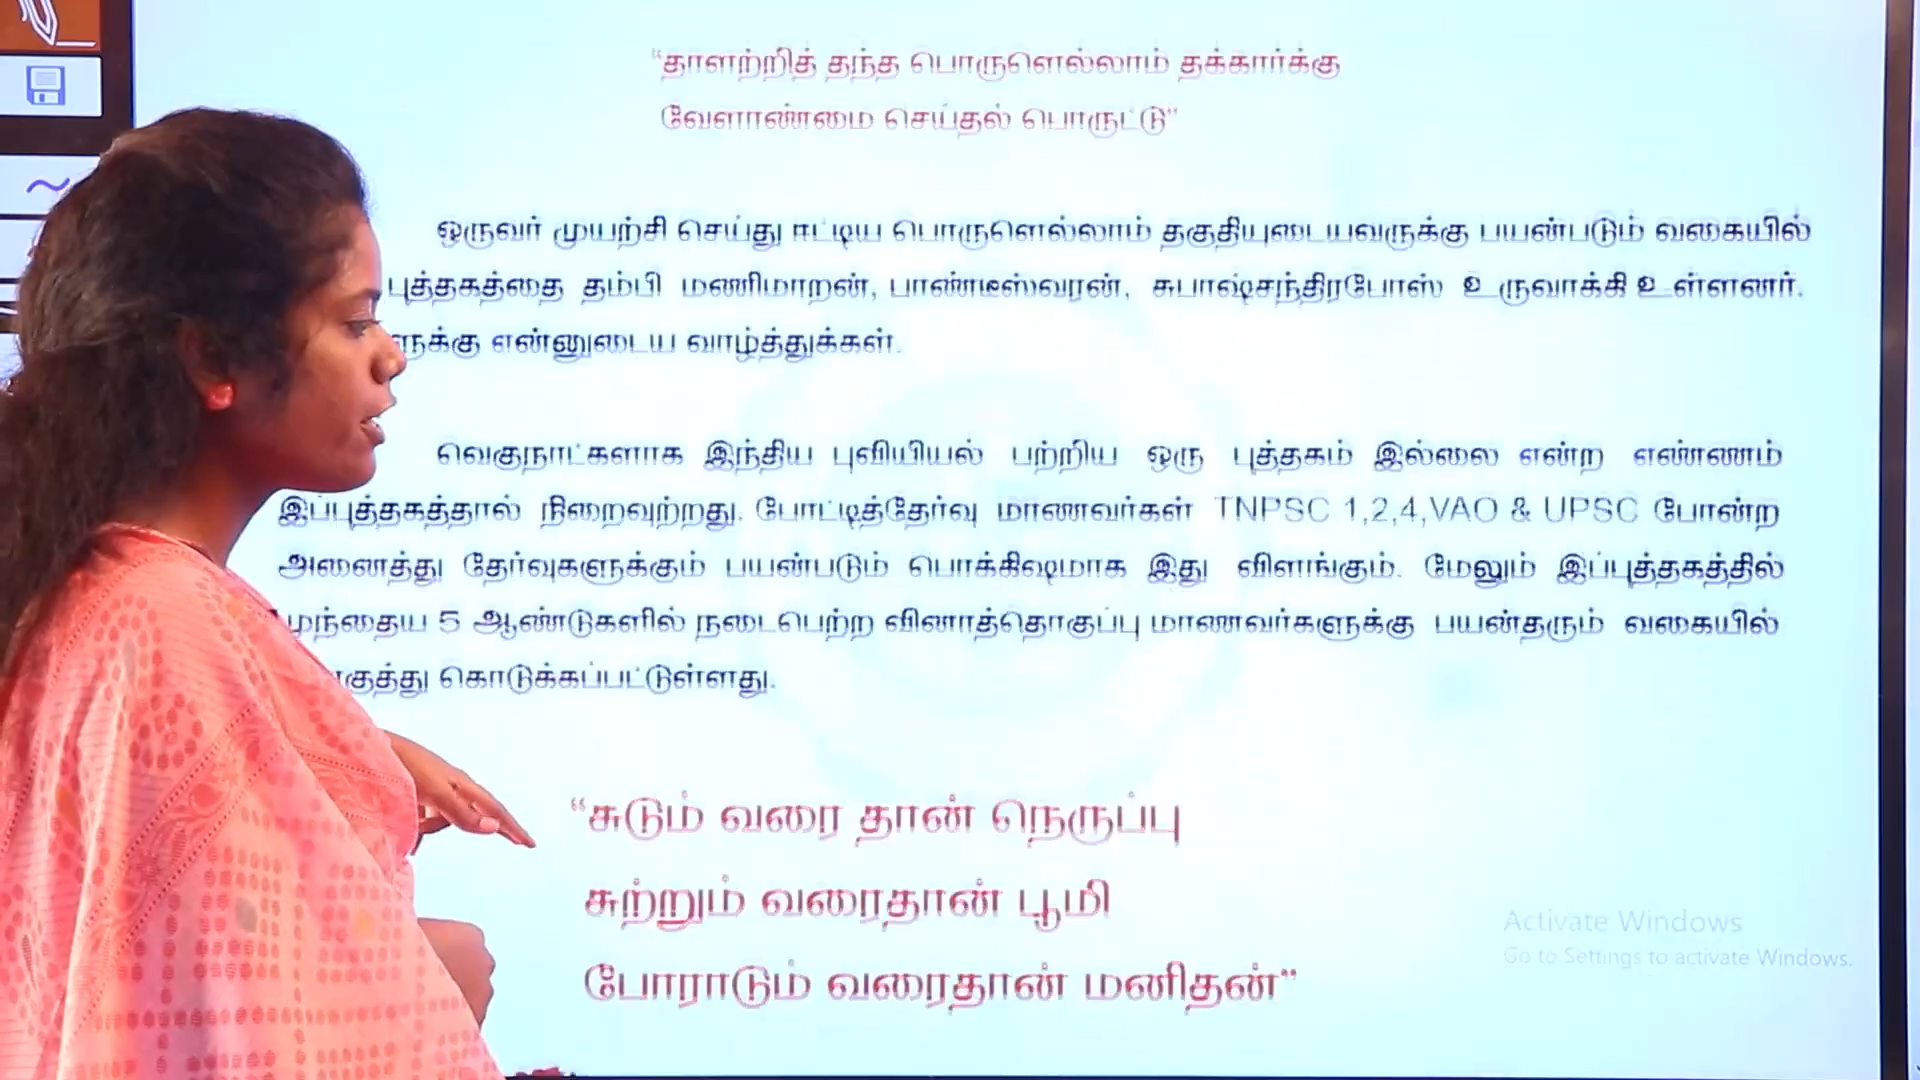 “தாளாற்றித் தந்த பொருளெல்லாம் தக்கார்க்கு
வேளாண்மை செய்தல் பொருட்டு”
ஒருவர் முயற்சி செய்து ஈட்டிய பொருளெல்லாம் தகுதியுடையவருக்கு பயன்படும் வகையில்
புத்தகத்தை தம்பி மணிமாறன், பாண்டீஸ்வரன், சுபாஷ்சந்திரபோஸ் உருவாக்கி உள்ளனர்.
என்னுடைய வாழ்த்துக்கள்.
வெகுநாட்களாக இந்திய புவியியல் பற்றிய ஒரு புத்தகம் இல்லை என்ற எண்ணம்
இப்புத்தகத்தால் நிறைவுற்றது. போட்டித்தேர்வு மாணவர்கள் TNPSC 1,2,4,VAO & UPSC போன்ற
அனைத்து தேர்வுகளுக்கும் பயன்படும் பொக்கிஷமாக இது விளங்கும். மேலும் இப்புத்தகத்தில்
முந்தைய 5 ஆண்டுகளில் நடைபெற்ற வினாத்தொகுப்பு மாணவர்களுக்கு பயன்தரும் வகையில்
கொடுக்கப்பட்டுள்ளது.
“சுடும் வரை தான் நெருப்பு
சுற்றும் வரைதான் பூமி
போராடும் வரைதான் மனிதன்”
Activate Windows
Go to Settings to activate Windows.